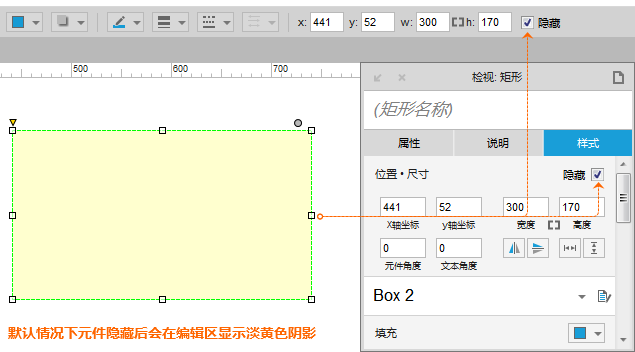 x: 441 y: 52 w: 300 h: 170 隐藏
500 600 700
检视: 矩形
(矩形名称)
属性 说明 样式
位置 • 尺寸 隐藏
441 52 300 170
X轴坐标 y轴坐标 宽度 高度
0 0
元件角度 文本角度
Box 2
填充
默认情况下元件隐藏后会在编辑区显示淡黄色阴影